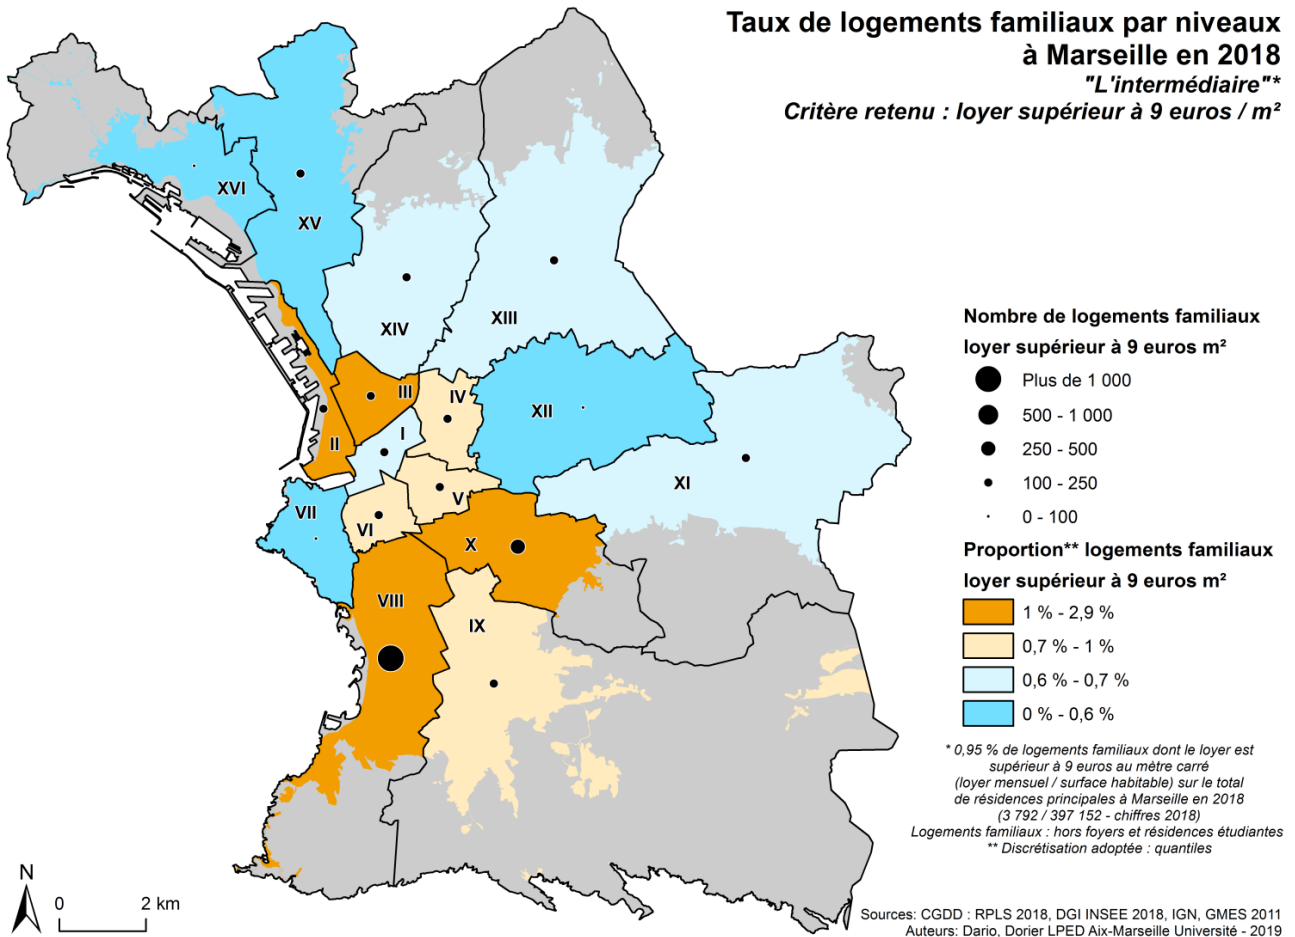 Taux de logements familiaux par niveaux
à Marseille en 2018
"L'intermédiaire"*
Critère retenu : loyer supérieur à 9 euros / m²
XVI
XV
XIV
XIII
III
IV
XII
I
II
XI
V
VII
VI
X
VIII
IX
Nombre de logements familiaux
loyer supérieur à 9 euros m²
Plus de 1 000
500 - 1 000
250 - 500
100 - 250
0 - 100
Proportion** logements familiaux
loyer supérieur à 9 euros m²
1 % - 2,9 %
0,7 % - 1 %
0,6 % - 0,7 %
0 % - 0,6 %
* 0,95 % de logements familiaux dont le loyer est
supérieur à 9 euros au mètre carré
(loyer mensuel / surface habitable) sur le total
de résidences principales à Marseille en 2018
(3 792 / 397 152 - chiffres 2018)
Logements familiaux : hors foyers et résidences étudiantes
** Discrétisation adoptée : quantiles
N
0 2 km
Sources: CGDD : RPLS 2018, DGI INSEE 2018, IGN, GMES 2011
Auteurs: Dario, Dorier LPED Aix-Marseille Université - 2019